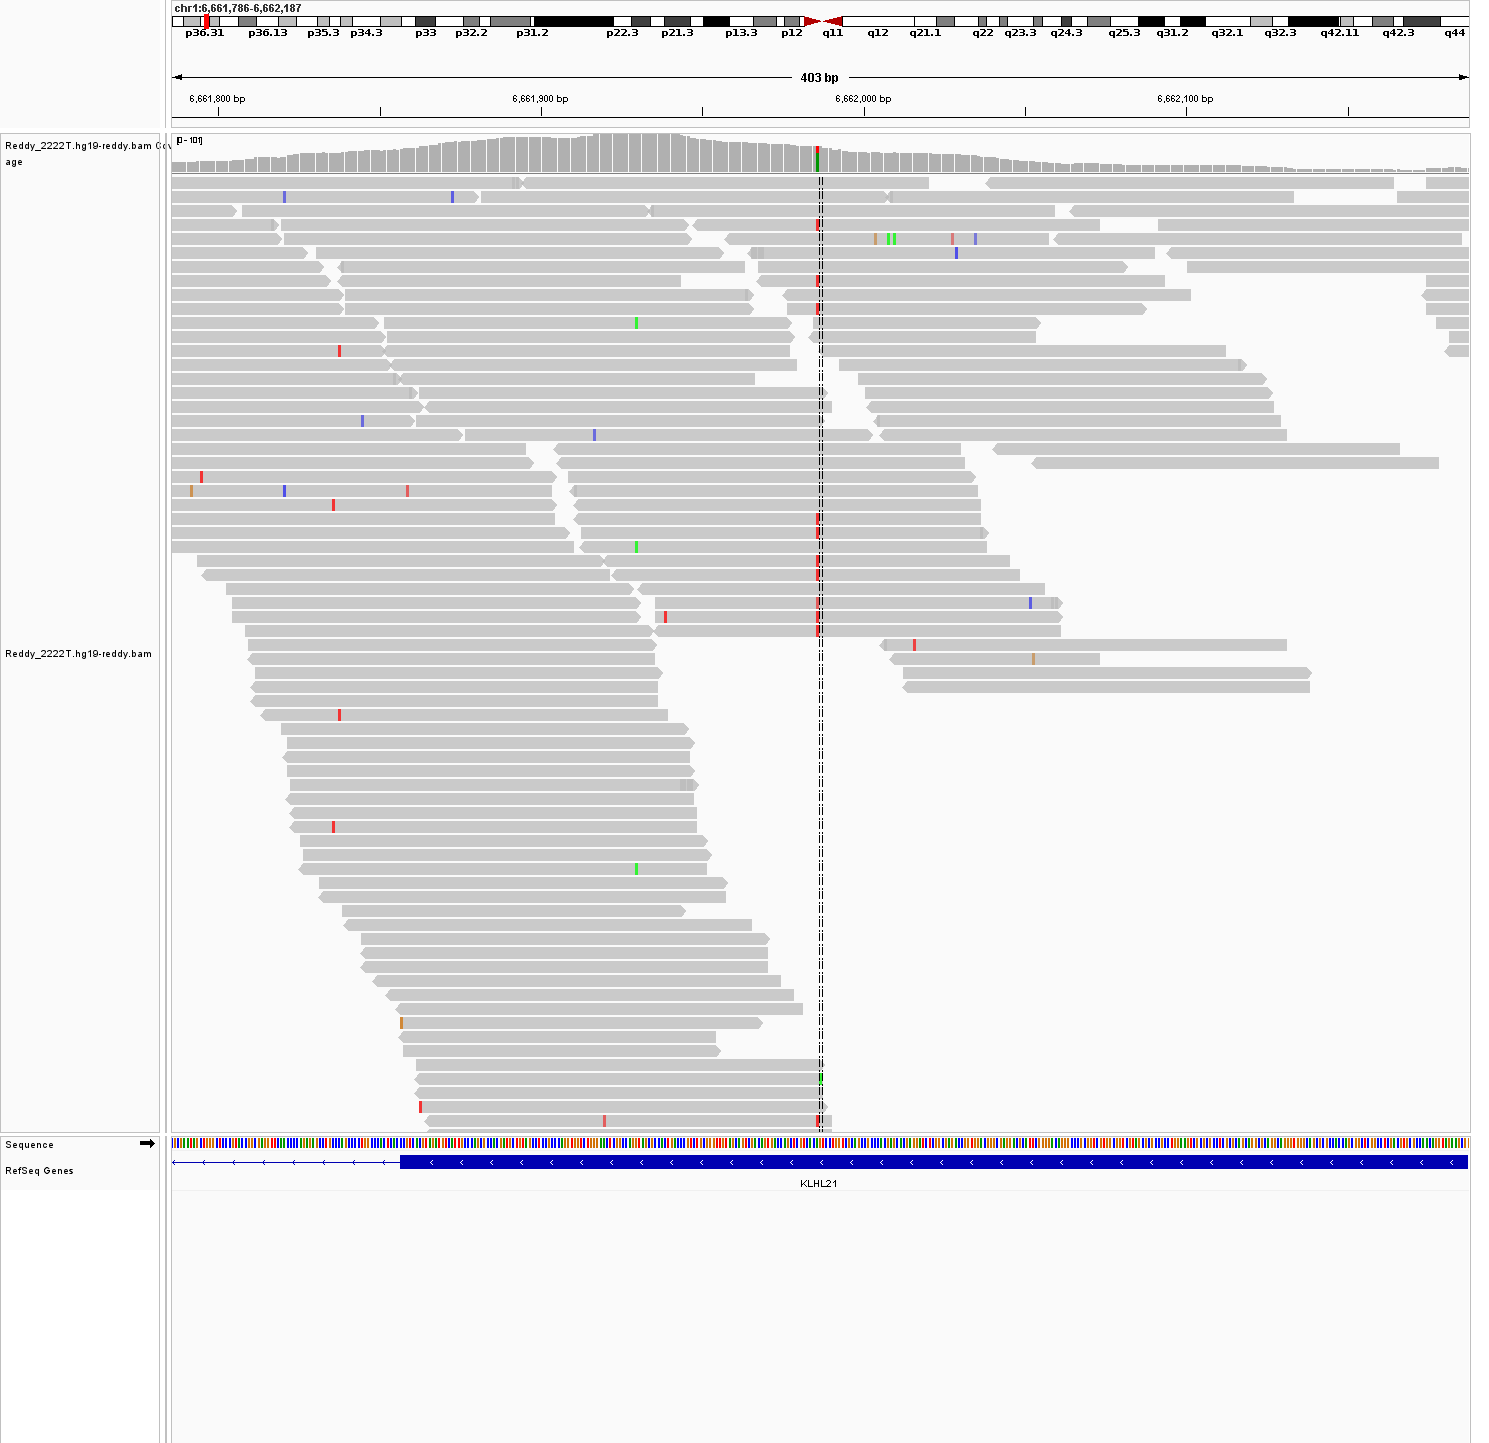 chr1:6,661,786-6,662,187
p36.31 p36.13 p35.3 p34.3 p33 p32.2 p31.2 p22.3 p21.3 p13.3 p12 q11 q12 q21.1 q22 q23.3 q24.3 q25.3 q31.2 q32.1 q32.3 q42.11 q42.3 q44
403 bp
6,661,800 bp 6,661,900 bp 6,662,000 bp 6,662,100 bp
Reddy_2222T.hg19-reddy.bam Cov
age
[0 - 101]
Reddy_2222T.hg19-reddy.bam
Sequence
RefSeq Genes
KLHL21